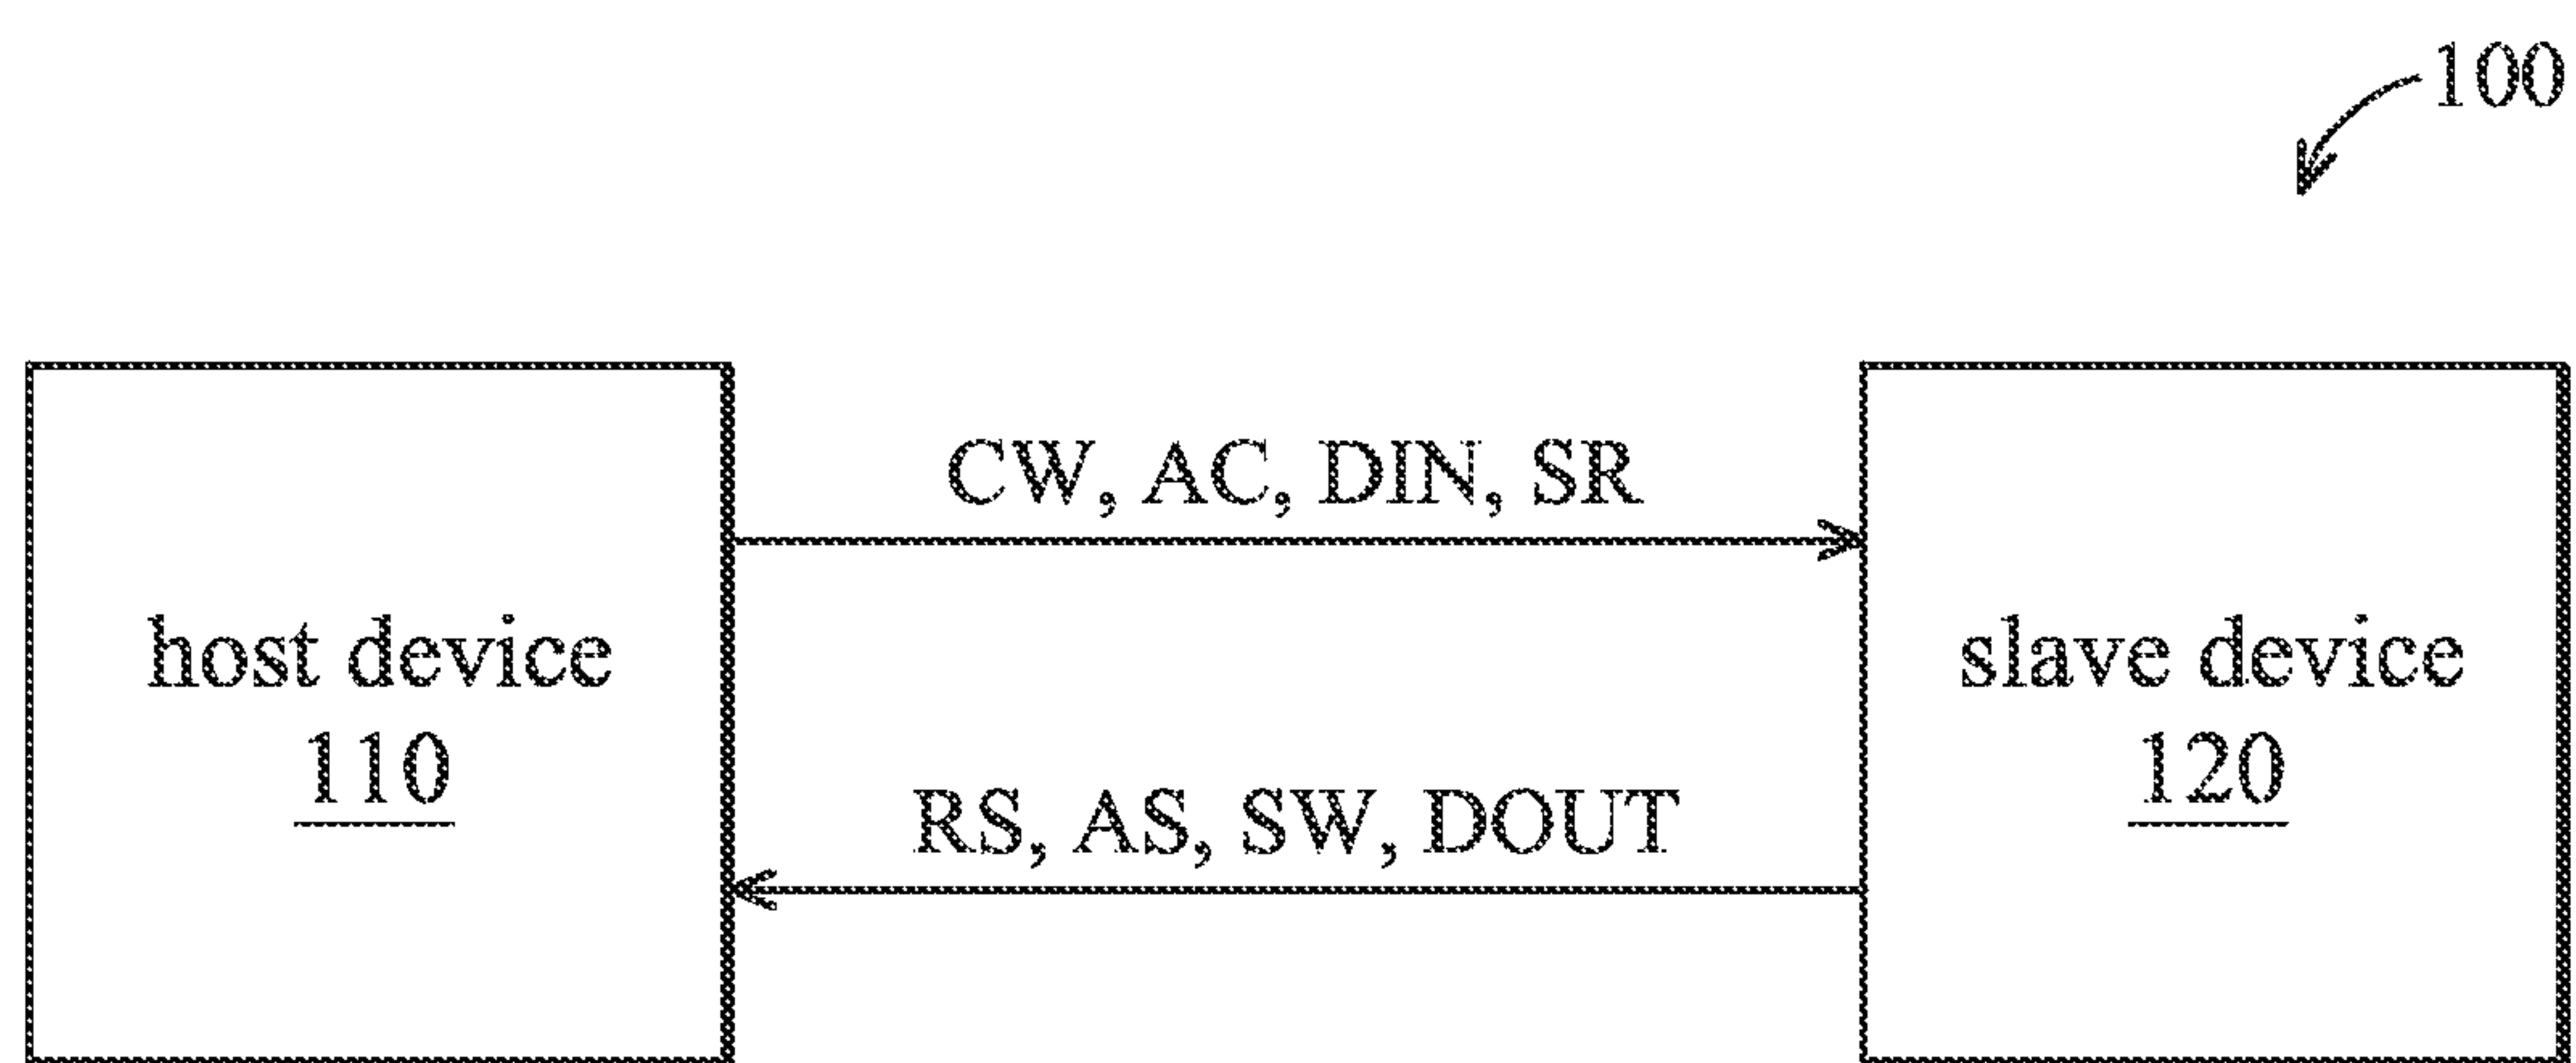 100
CW, AC, DIN, SR
host device
110
slave device
120
RS, AS, SW, DOUT